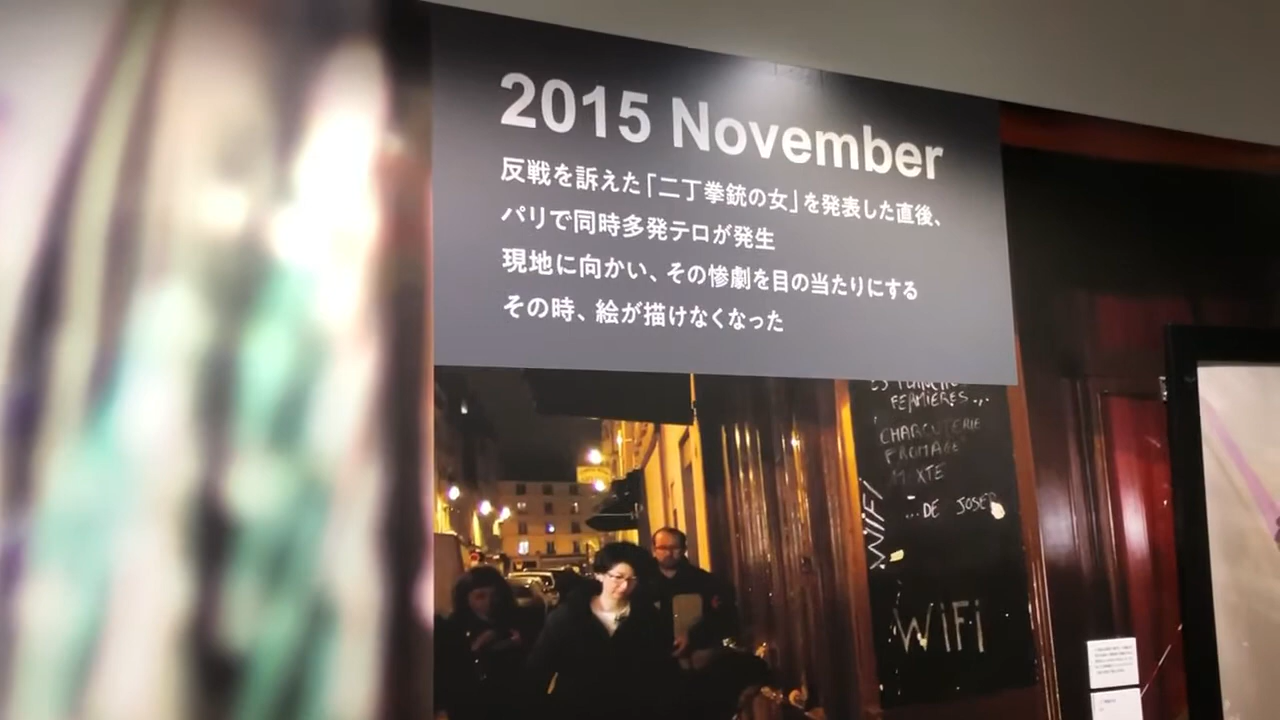 2015 November
反戦を訴えた「二丁拳銃の女」を発表した直後、
パリで同時多発テロが発生
現地に向かい、その惨劇を目の当たりにする
その時、絵が描けなくなった
FERMIÈRES...
CHARCUTERIE
FROMAGE
MIXTE
...DE JOSEP
WiFi
WiFi